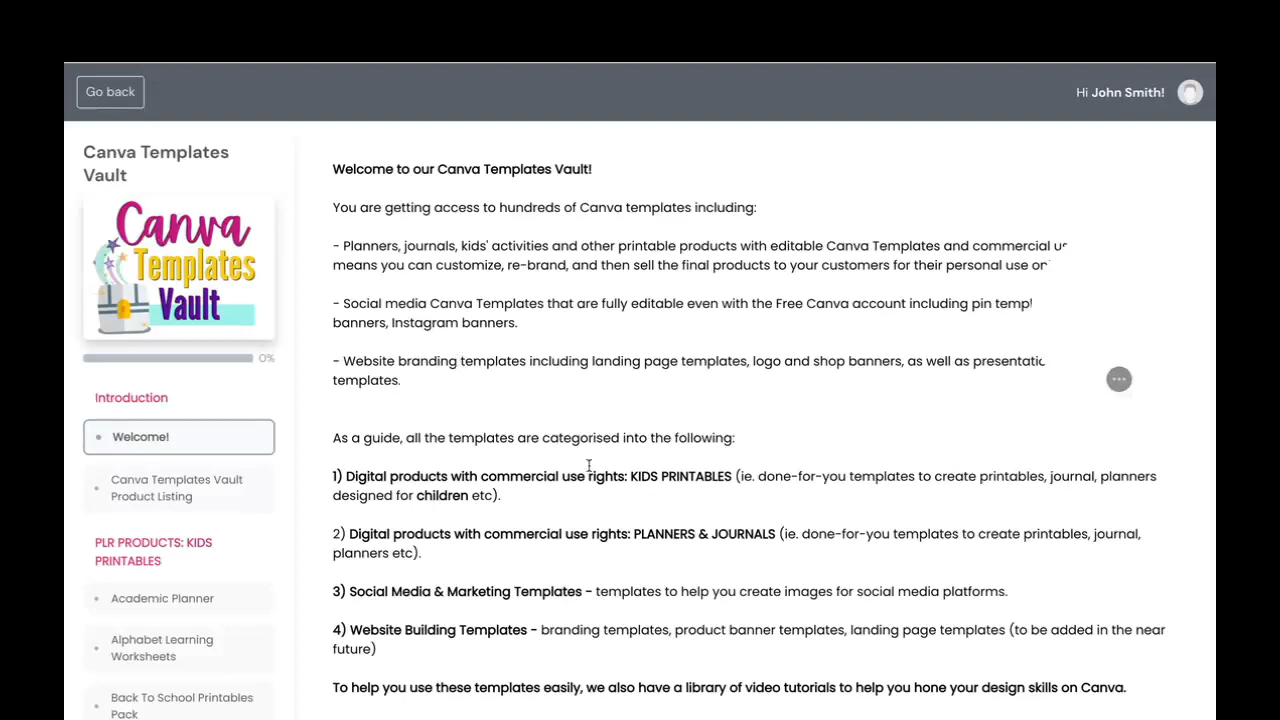 Go back
Hi John Smith!
Canva Templates
Vault
Canva
Templates
Vault
0%
Introduction
Welcome!
Canva Templates Vault
Product Listing
PLR PRODUCTS: KIDS
PRINTABLES
Academic Planner
Alphabet Learning
Worksheets
Back To School Printables
Pack
Welcome to our Canva Templates Vault!
You are getting access to hundreds of Canva templates including:
- Planners, journals, kids' activities and other printable products with editable Canva Templates and commercial
means you can customize, re-brand, and then sell the final products to your customers for their personal use
- Social media Canva Templates that are fully editable even with the Free Canva account including pin
banners, Instagram banners.
- Website branding templates including landing page templates, logo and shop banners, as well as
templates.
As a guide, all the templates are categorised into the following:
1) Digital products with commercial use rights: KIDS PRINTABLES (ie. done-for-you templates to create printables, journal, planners
designed for children etc).
2) Digital products with commercial use rights: PLANNERS & JOURNALS (ie. done-for-you templates to create printables, journal,
planners etc).
3) Social Media & Marketing Templates - templates to help you create images for social media platforms.
4) Website Building Templates - branding templates, product banner templates, landing page templates (to be added in the near
future)
To help you use these templates easily, we also have a library of video tutorials to help you hone your design skills on Canva.